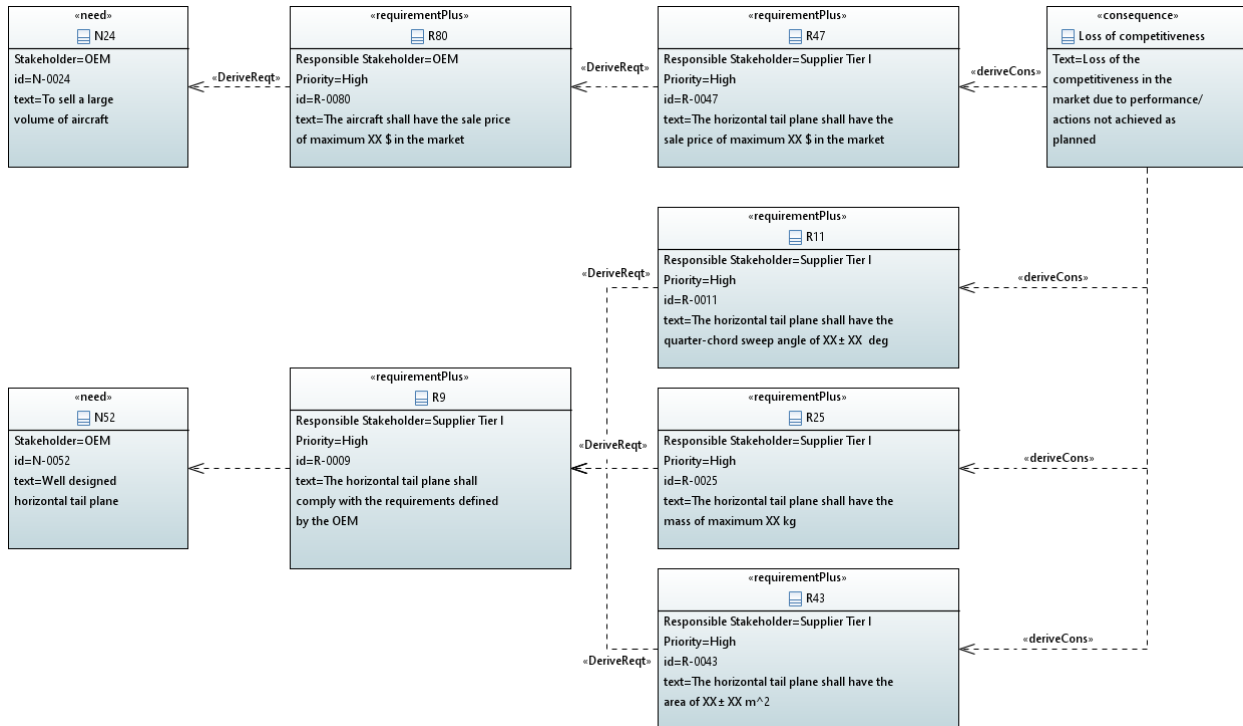 «need»
N24
Stakeholder=OEM
id=N-0024
text=To sell a large
volume of aircraft
«DeriveReqt»
«requirementPlus»
R80
Responsible Stakeholder=OEM
Priority=High
id=R-0080
text=The aircraft shall have the sale price
of maximum XX $ in the market
«DeriveReqt»
«requirementPlus»
R47
Responsible Stakeholder=Supplier Tier I
Priority=High
id=R-0047
text=The horizontal tail plane shall have the
sale price of maximum XX $ in the market
«deriveCons»
«consequence»
Loss of competitiveness
Text=Loss of the
competitiveness in the
market due to performance/
actions not achieved as
planned
«requirementPlus»
R11
Responsible Stakeholder=Supplier Tier I
Priority=High
id=R-0011
text=The horizontal tail plane shall have the
quarter-chord sweep angle of XX± XX deg
«DeriveReqt»
«deriveCons»
«need»
N52
Stakeholder=OEM
id=N-0052
text=Well designed
horizontal tail plane
«requirementPlus»
R9
Responsible Stakeholder=Supplier Tier I
Priority=High
id=R-0009
text=The horizontal tail plane shall
comply with the requirements defined
by the OEM
«DeriveReqt»
«requirementPlus»
R25
Responsible Stakeholder=Supplier Tier I
Priority=High
id=R-0025
text=The horizontal tail plane shall have the
mass of maximum XX kg
«deriveCons»
«requirementPlus»
R43
Responsible Stakeholder=Supplier Tier I
Priority=High
id=R-0043
text=The horizontal tail plane shall have the
area of XX± XX m^2
«DeriveReqt»
«deriveCons»